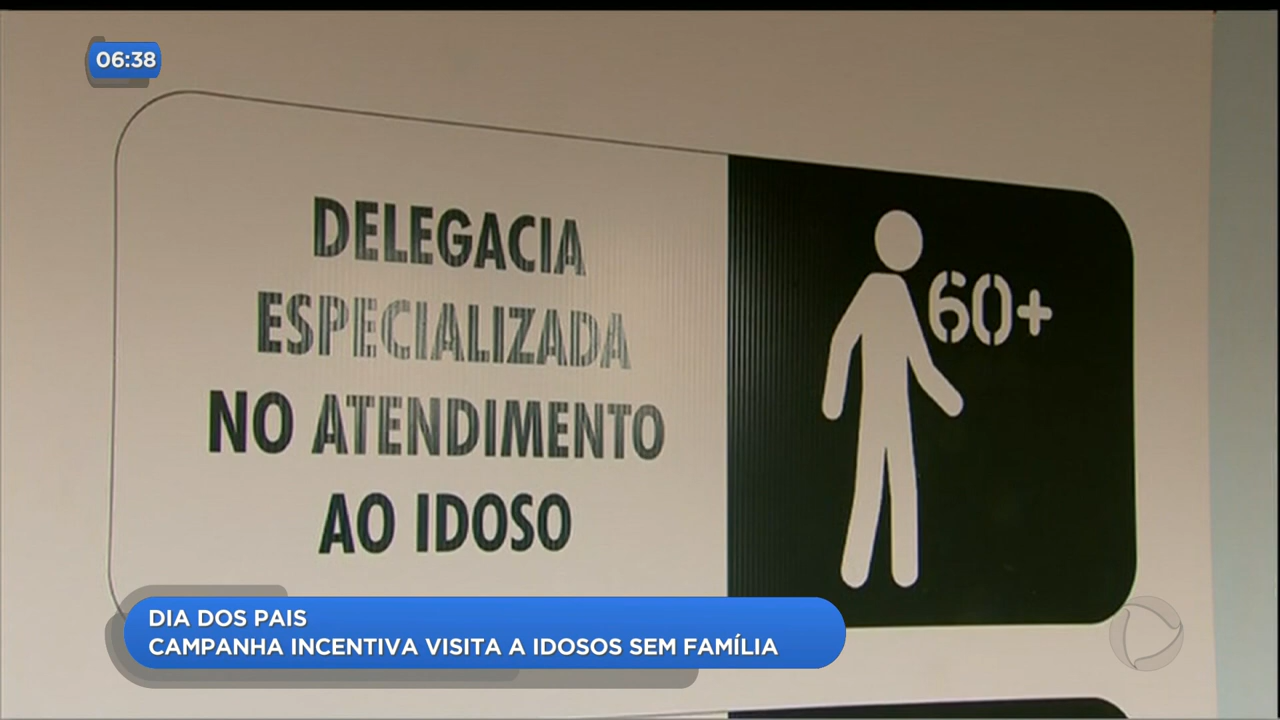 06:38
DELEGACIA
ESPECIALIZADA
NO ATENDIMENTO
AO IDOSO
60+
DIA DOS PAIS
CAMPANHA INCENTIVA VISITA A IDOSOS SEM FAMÍLIA